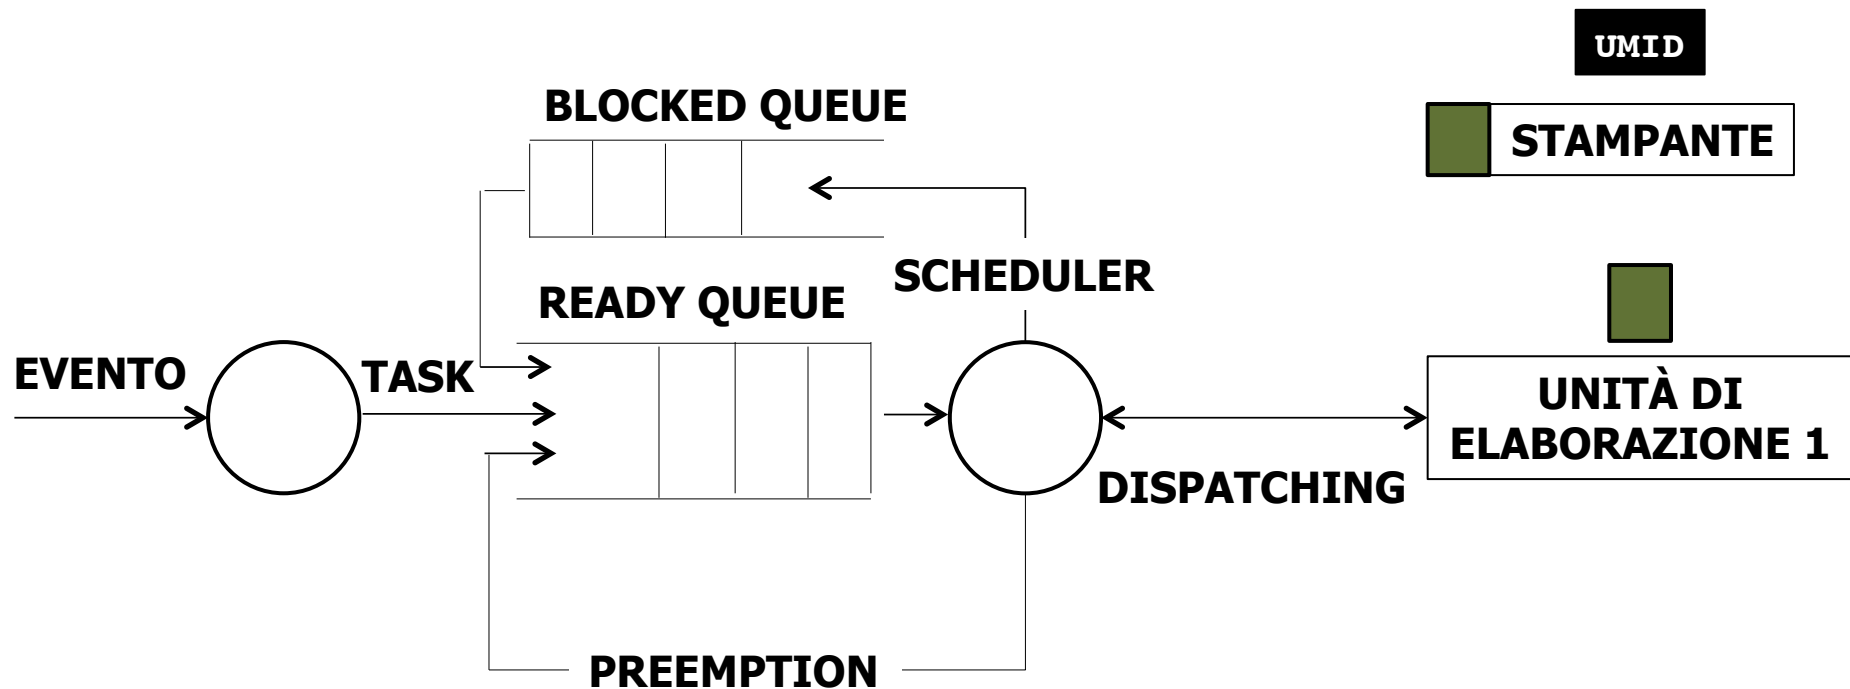 UMID
BLOCKED QUEUE
STAMPANTE
SCHEDULER
READY QUEUE
EVENTO
TASK
UNITÀ DI
ELABORAZIONE 1
DISPATCHING
PREEMPTION